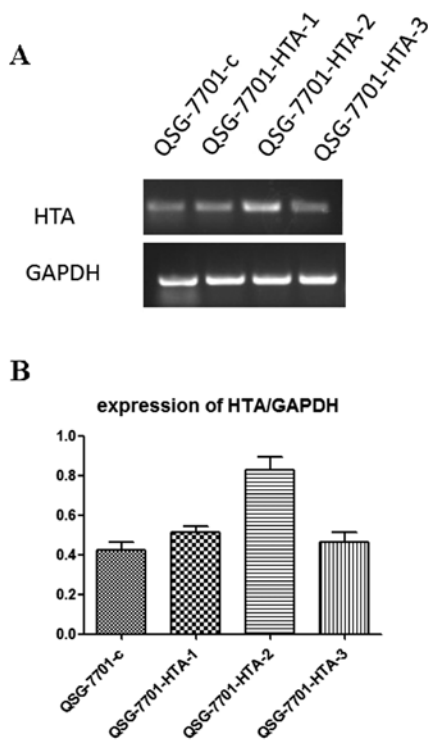 A
QSG-7701-c
QSG-7701-HTA-1
QSG-7701-HTA-2
QSG-7701-HTA-3
HTA
GAPDH
B
expression of HTA/GAPDH
1.0
0.8
0.6
0.4
0.2
0.0
QSG-7701-c
QSG-7701-HTA-1
QSG-7701-HTA-2
QSG-7701-HTA-3